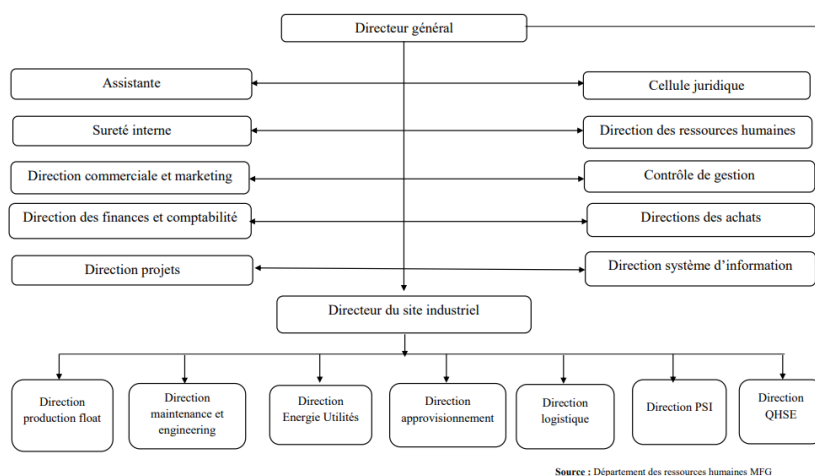 Directeur général
Assistante
Cellule juridique
Sureté interne
Direction des ressources humaines
Direction commerciale et marketing
Contrôle de gestion
Direction des finances et comptabilité
Directions des achats
Direction projets
Direction système d’information
Directeur du site industriel
Direction
production float
Direction
maintenance et
engineering
Direction
Energie Utilités
Direction
approvisionnement
Direction
logistique
Direction PSI
Direction
QHSE
Source : Département des ressources humaines MFG